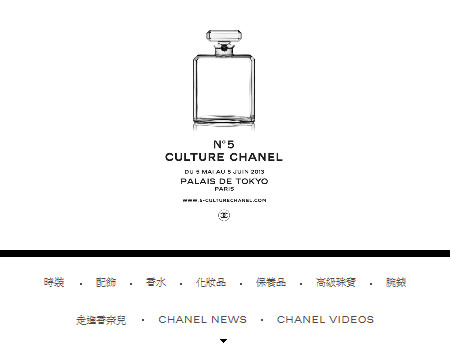 N°5
CULTURE CHANEL
DU 5 MAI AU 5 JUIN 2013
PALAIS DE TOKYO
PARIS
WWW.5-CULTURECHANEL.COM
時裝 • 配飾 • 香水 • 化妝品 • 保養品 • 高級珠寶 • 腕錶
走進香奈兒 • CHANEL NEWS • CHANEL VIDEOS